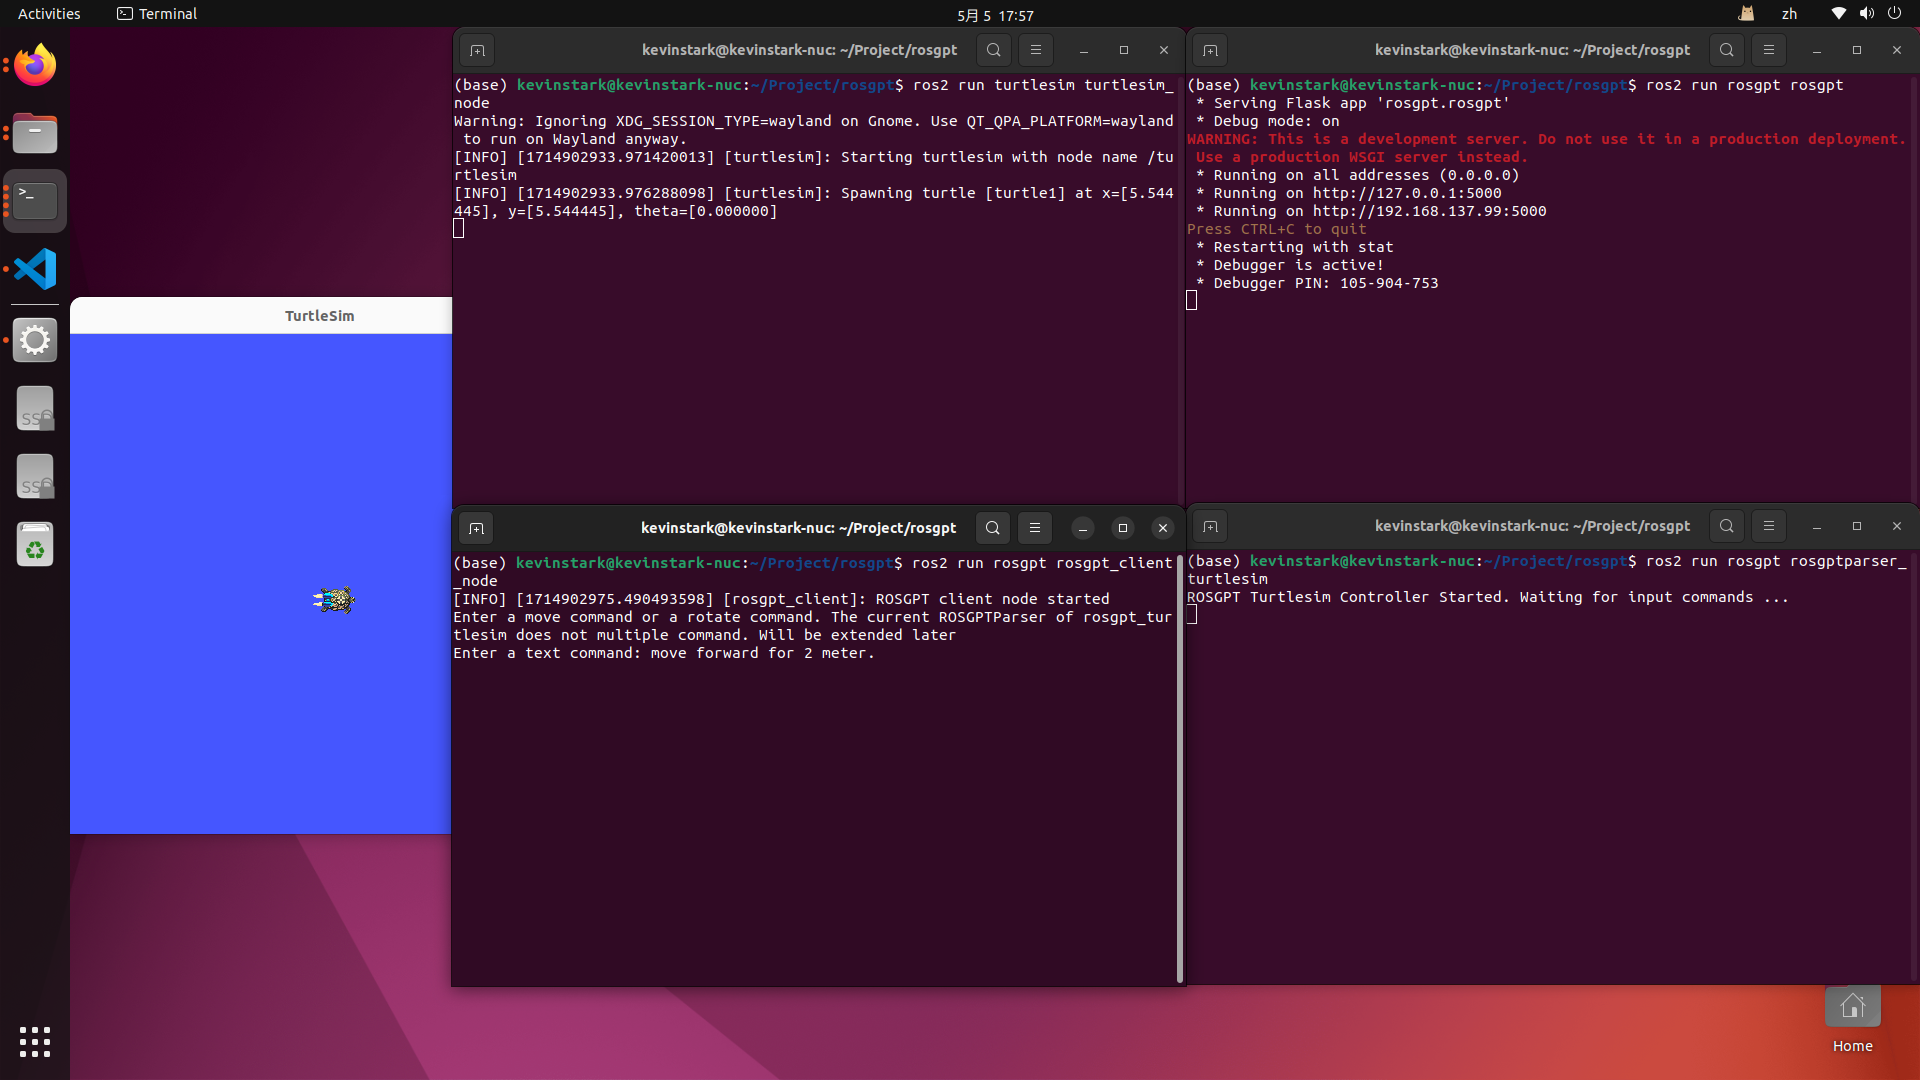 Activities
Terminal
5月 5 17:57
zh
TurtleSim
kevinstark@kevinstark-nuc: ~/Project/rosgpt
(base) kevinstark@kevinstark-nuc:~/Project/rosgpt$ ros2 run turtlesim turtlesim_
node
Warning: Ignoring XDG_SESSION_TYPE=wayland on Gnome. Use QT_QPA_PLATFORM=wayland
to run on Wayland anyway.
[INFO] [1714902933.971420013] [turtlesim]: Starting turtlesim with node name /tu
rtlesim
[INFO] [1714902933.976288098] [turtlesim]: Spawning turtle [turtle1] at x=[5.544
445], y=[5.544445], theta=[0.000000]
kevinstark@kevinstark-nuc: ~/Project/rosgpt
(base) kevinstark@kevinstark-nuc:~/Project/rosgpt$ ros2 run rosgpt rosgpt
* Serving Flask app 'rosgpt.rosgpt'
* Debug mode: on
WARNING: This is a development server. Do not use it in a production deployment.
Use a production WSGI server instead.
* Running on all addresses (0.0.0.0)
* Running on http://127.0.0.1:5000
* Running on http://192.168.137.99:5000
Press CTRL+C to quit
* Restarting with stat
* Debugger is active!
* Debugger PIN: 105-904-753
kevinstark@kevinstark-nuc: ~/Project/rosgpt
(base) kevinstark@kevinstark-nuc:~/Project/rosgpt$ ros2 run rosgpt rosgpt_client
_node
[INFO] [1714902975.490493598] [rosgpt_client]: ROSGPT client node started
Enter a move command or a rotate command. The current ROSGPTParser of rosgpt_tur
tlesim does not multiple command. Will be extended later
Enter a text command: move forward for 2 meter.
kevinstark@kevinstark-nuc: ~/Project/rosgpt
(base) kevinstark@kevinstark-nuc:~/Project/rosgpt$ ros2 run rosgpt rosgptparser_
turtlesim
ROSGPT Turtlesim Controller Started. Waiting for input commands ...
Home